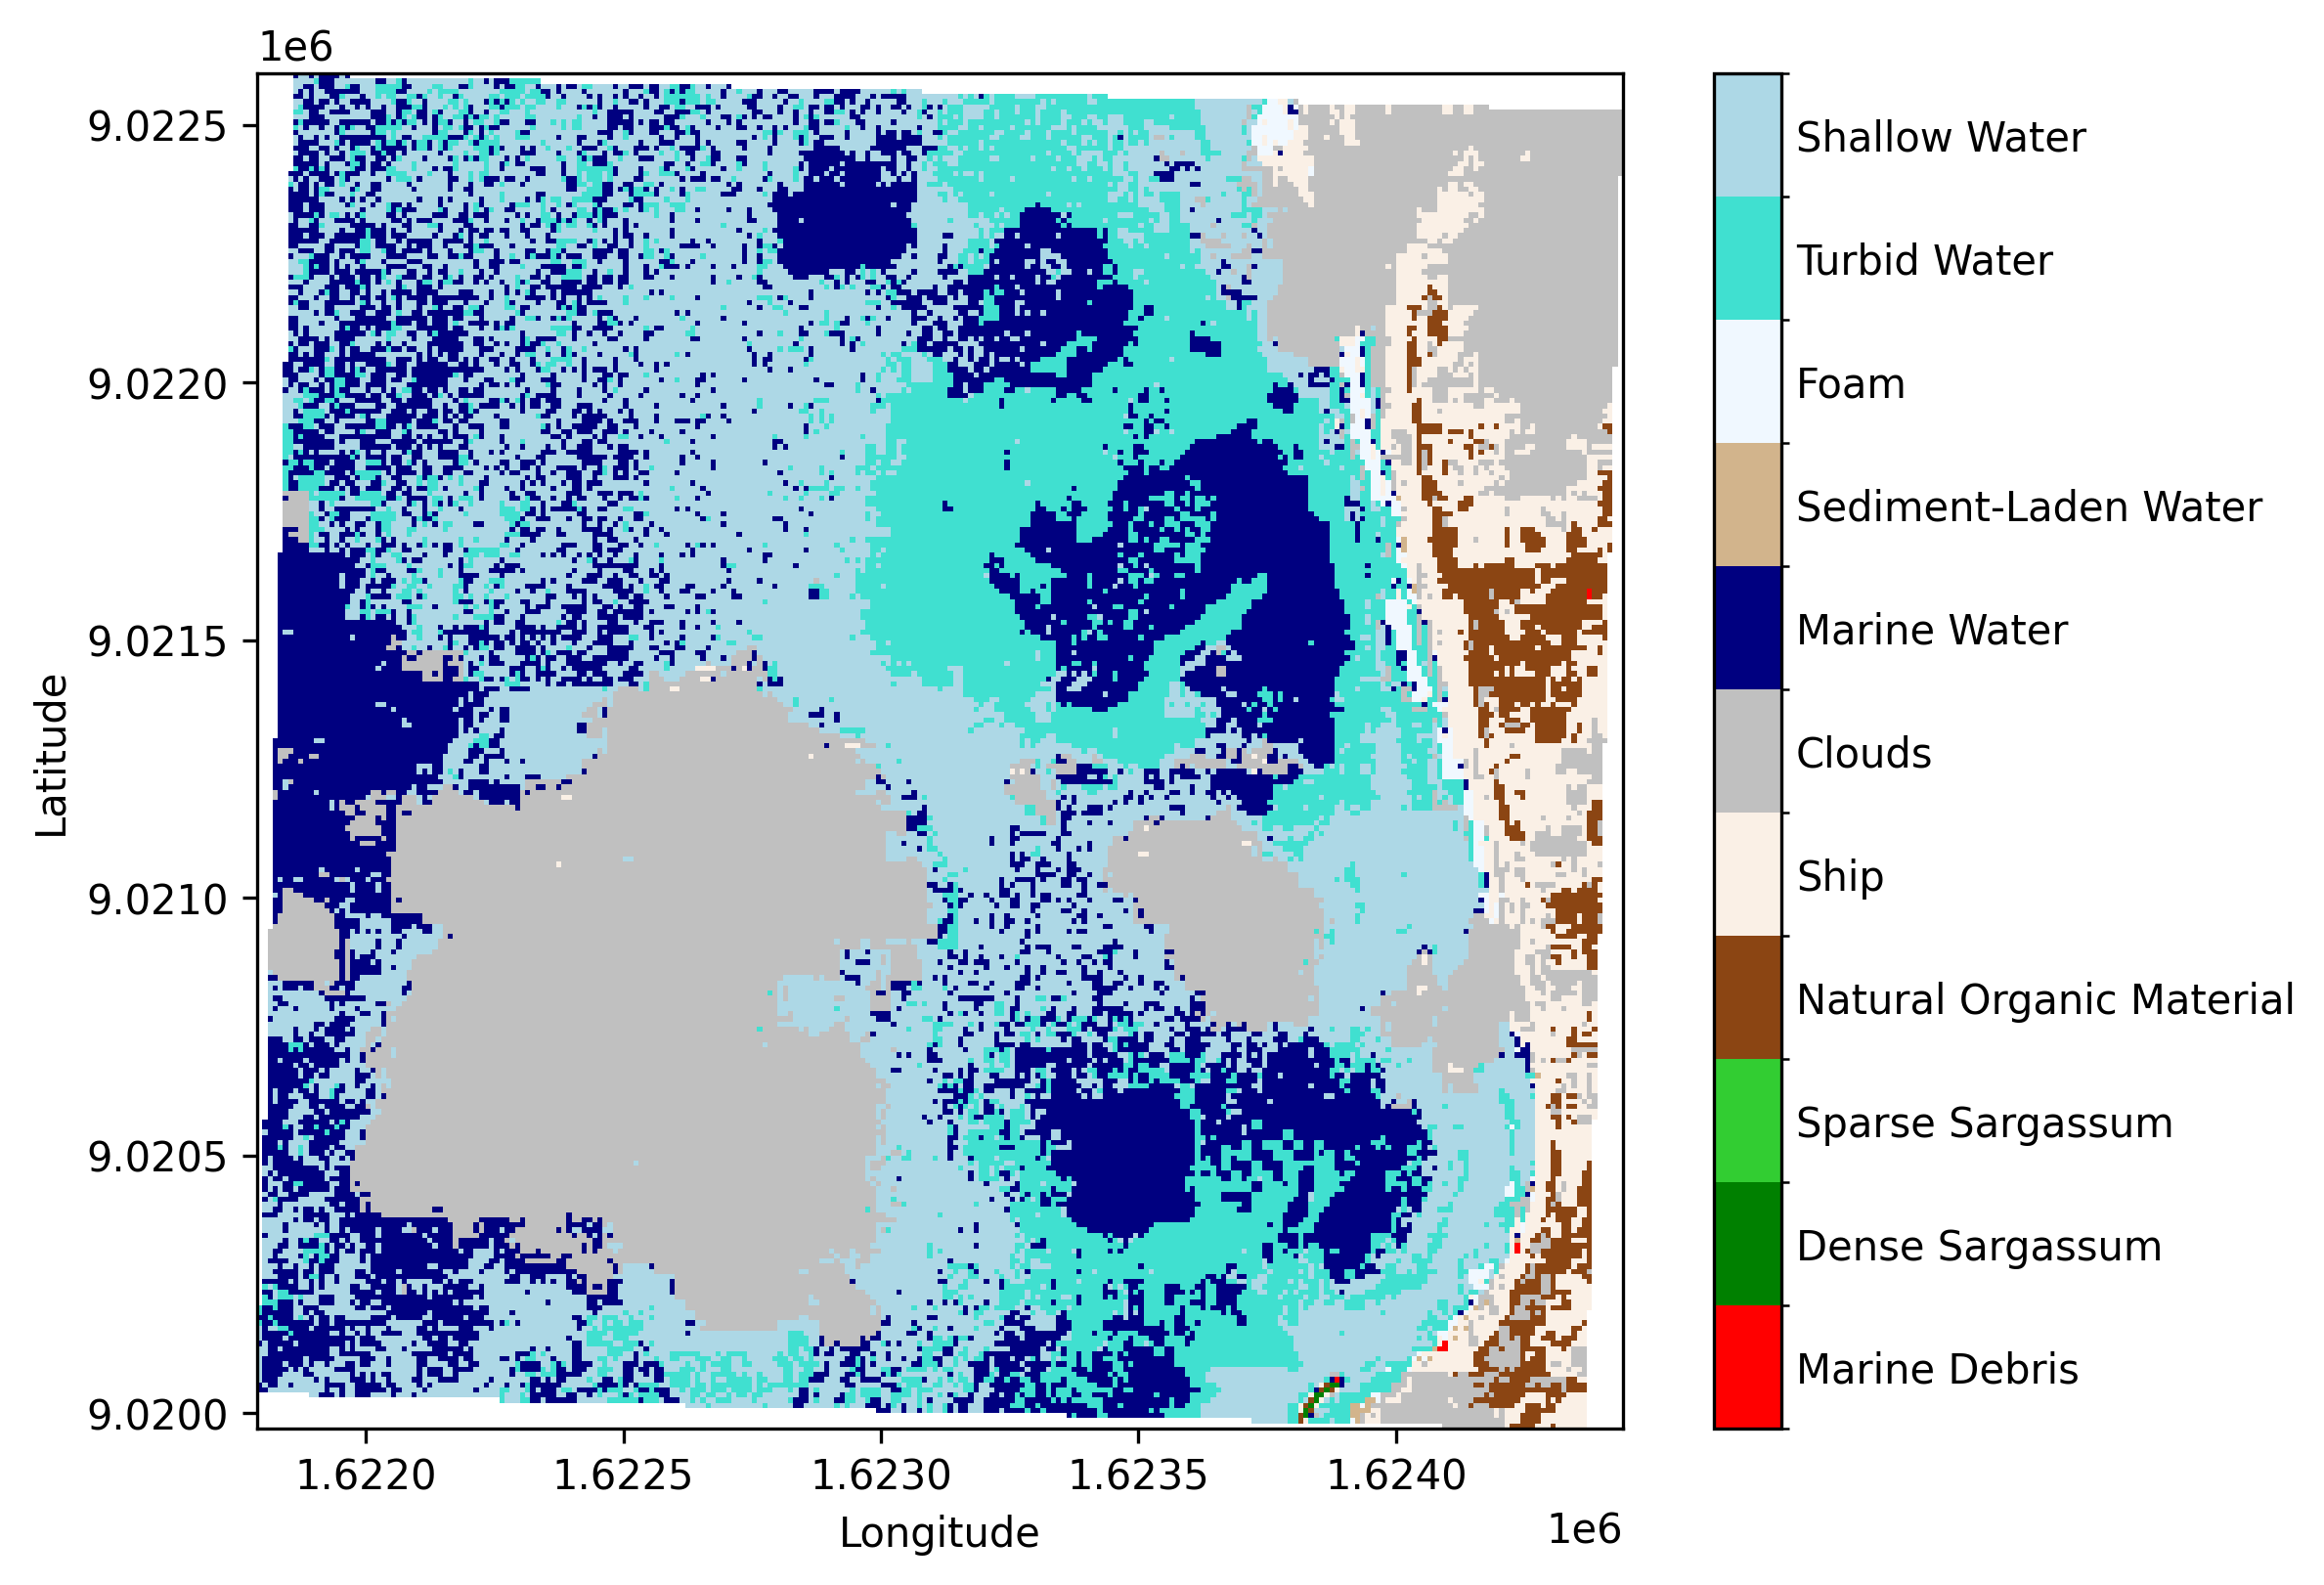 1e6
9.0225
9.0220
9.0215
9.0210
9.0205
9.0200
Latitude
1.6220 1.6225 1.6230 1.6235 1.6240
Longitude
1e6
Shallow Water
Turbid Water
Foam
Sediment-Laden Water
Marine Water
Clouds
Ship
Natural Organic Material
Sparse Sargassum
Dense Sargassum
Marine Debris